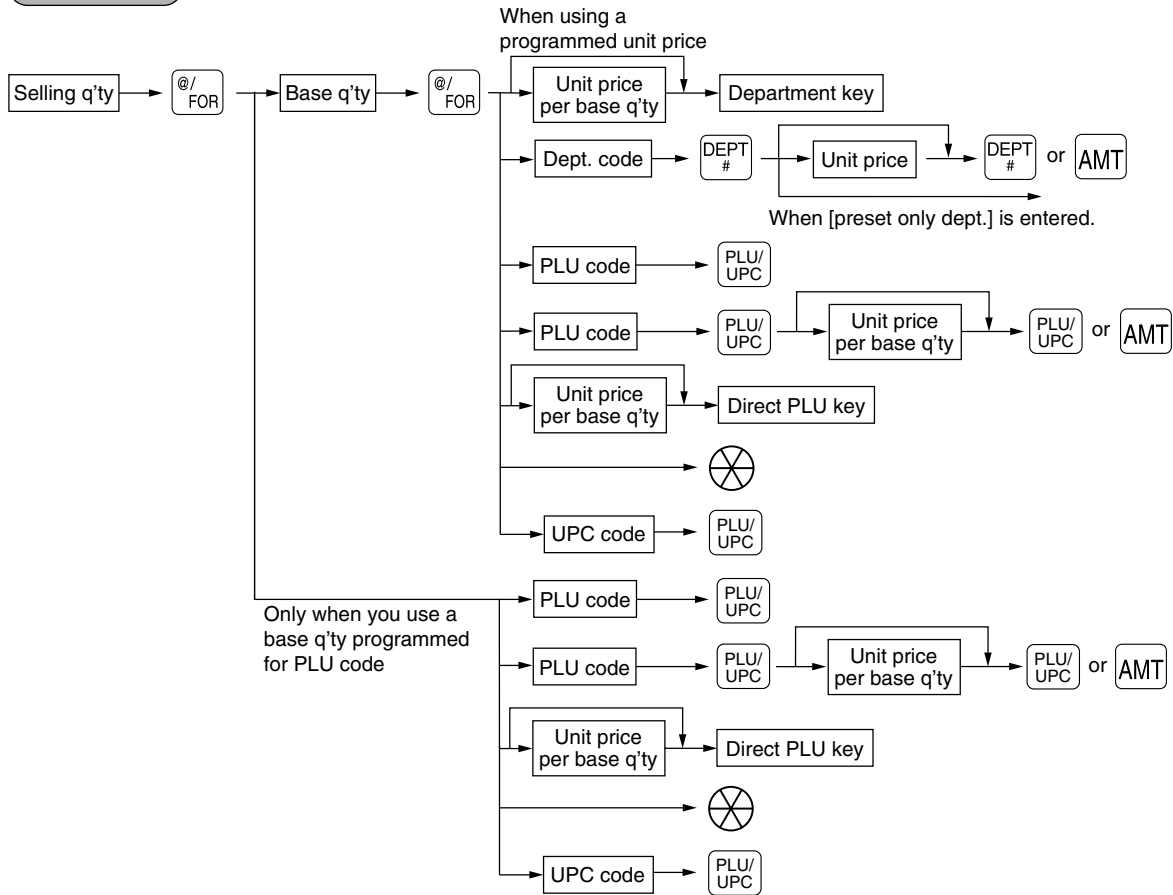 When using a
programmed unit price
Selling q'ty
@/
FOR
Base q'ty
@/
FOR
Unit price
per base q'ty
Department key
Dept. code
DEPT
#
Unit price
DEPT
#
or
AMT
When [preset only dept.] is entered.
PLU code
PLU/
UPC
PLU code
PLU/
UPC
Unit price
per base q'ty
PLU/
UPC
or
AMT
Unit price
per base q'ty
Direct PLU key
UPC code
PLU/
UPC
Only when you use a
base q'ty programmed
for PLU code
PLU code
PLU/
UPC
PLU code
PLU/
UPC
Unit price
per base q'ty
PLU/
UPC
or
AMT
Unit price
per base q'ty
Direct PLU key
UPC code
PLU/
UPC